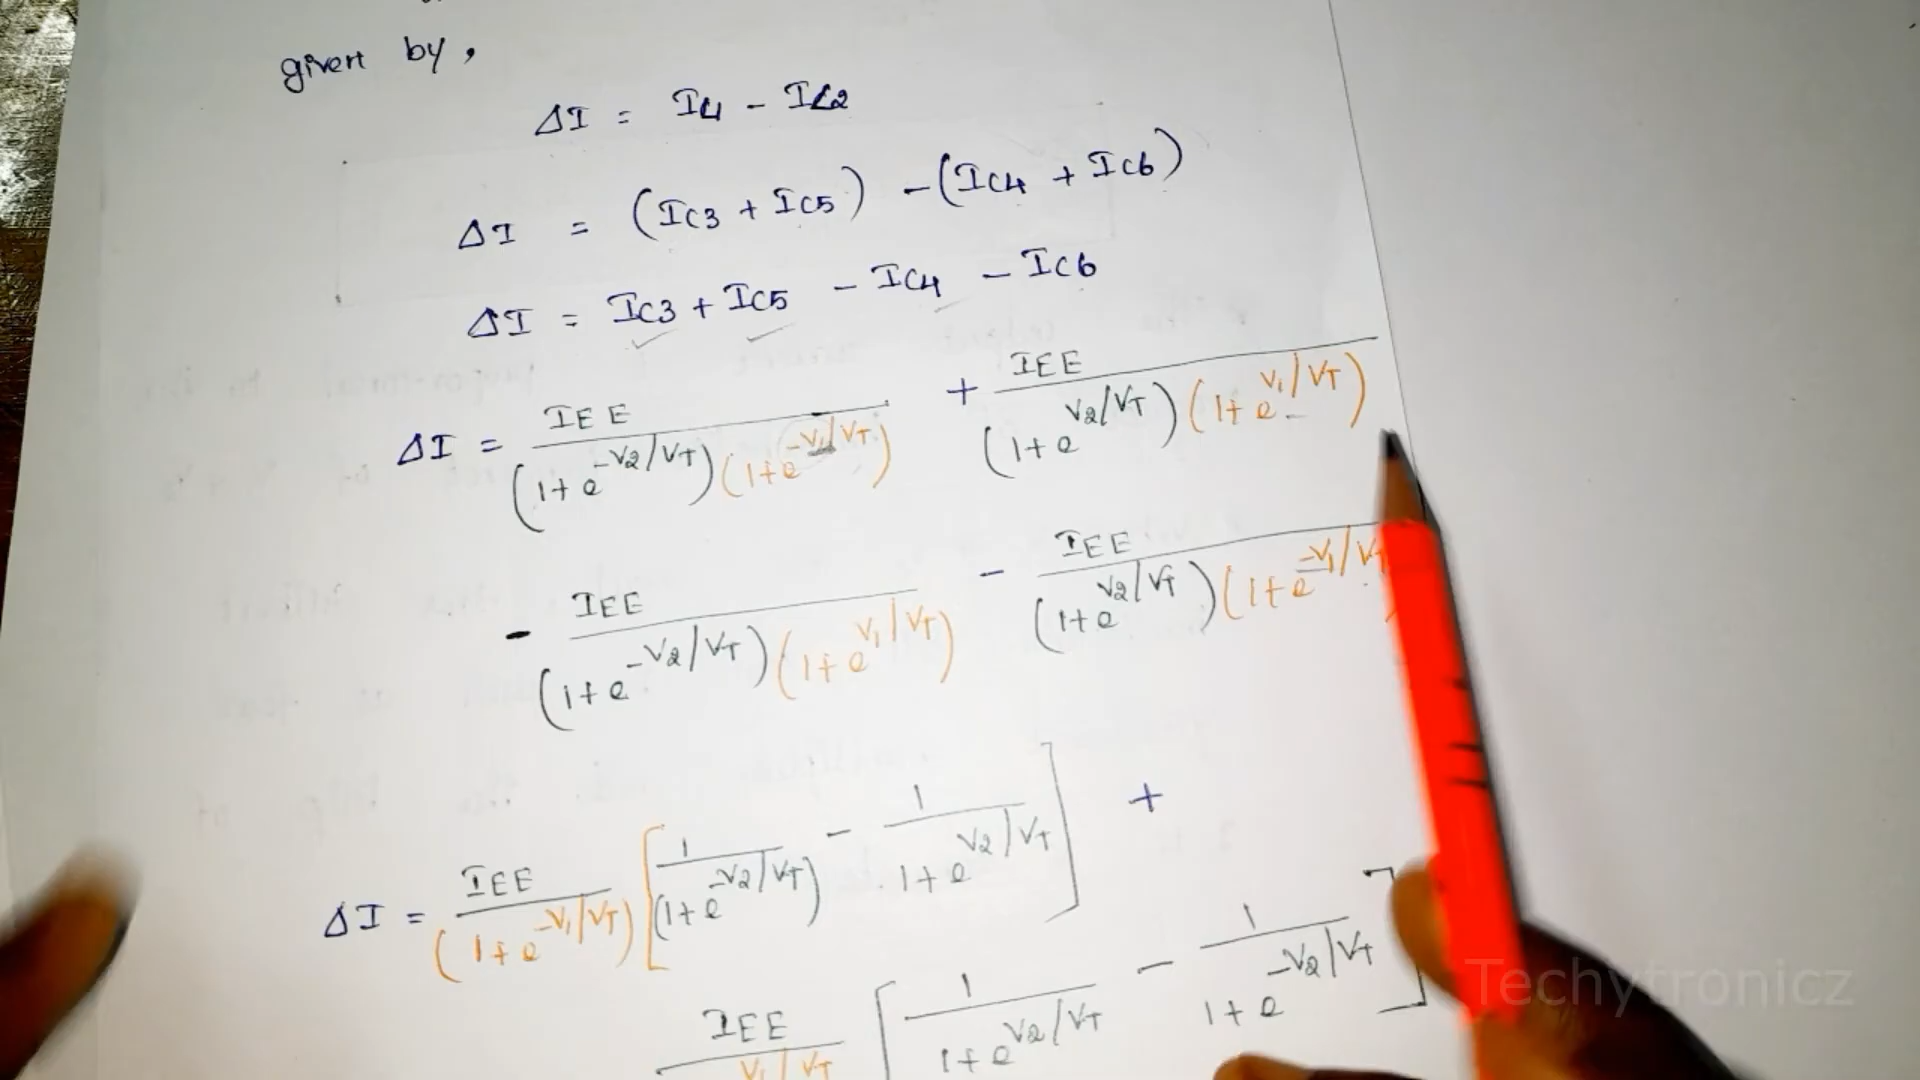 given by,
ΔI = IL1 - IL2
ΔI = (IC3 + IC5) - (IC4 + IC6)
ΔI = IC3 + IC5 - IC4 - IC6
ΔI = IEE / (1+e^-V2/VT)(1+e^-V1/VT) + IEE / (1+e^V2/VT)(1+e^V1/VT)
- IEE / (1+e^-V2/VT)(1+e^V1/VT) - IEE / (1+e^V2/VT)(1+e^-V1/V
ΔI = IEE / (1+e^-V1/VT) [1 / (1+e^-V2/VT) - 1 / 1+e^V2/VT] +
IEE / V1/VT [1 / 1+e^V2/VT - 1 / 1+e^-V2/VT]
Techytronicz